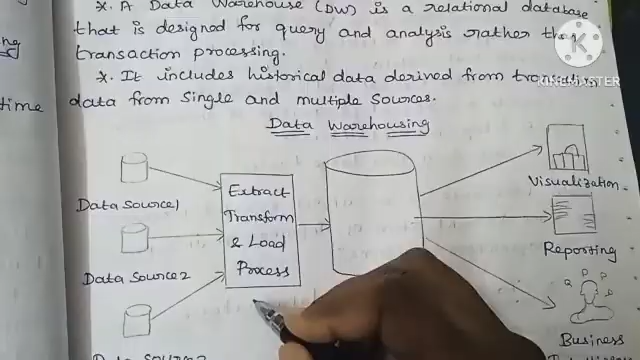 *. A Data Warehouse (DW) is a relational database
that is designed for query and analysis rather than
transaction processing.
*. It includes historical data derived from
time
data from single and multiple sources.
Data Warehousing
KINEMASTER
Data Source1
Data Source2
Extract
Transform
& Load
Process
Visualization
Reporting
Business